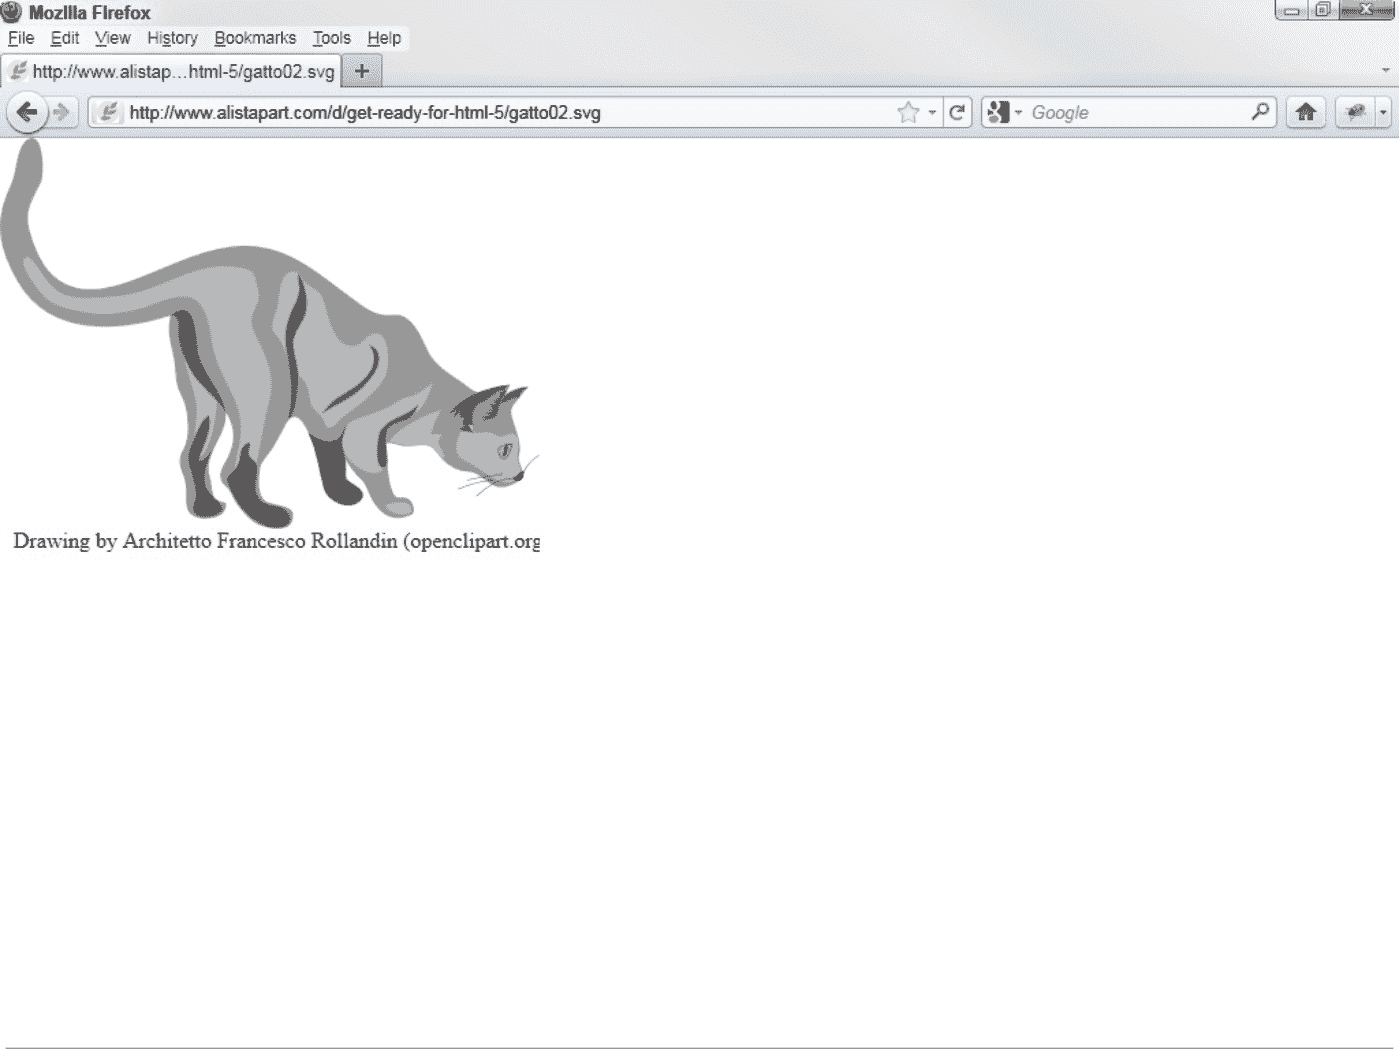 Mozilla Firefox
File Edit View History Bookmarks Tools Help
http://www.alistap...html-5/gatto02.svg
http://www.alistapart.com/d/get-ready-for-html-5/gatto02.svg Google
Drawing by Architetto Francesco Rollandin (openclipart.org